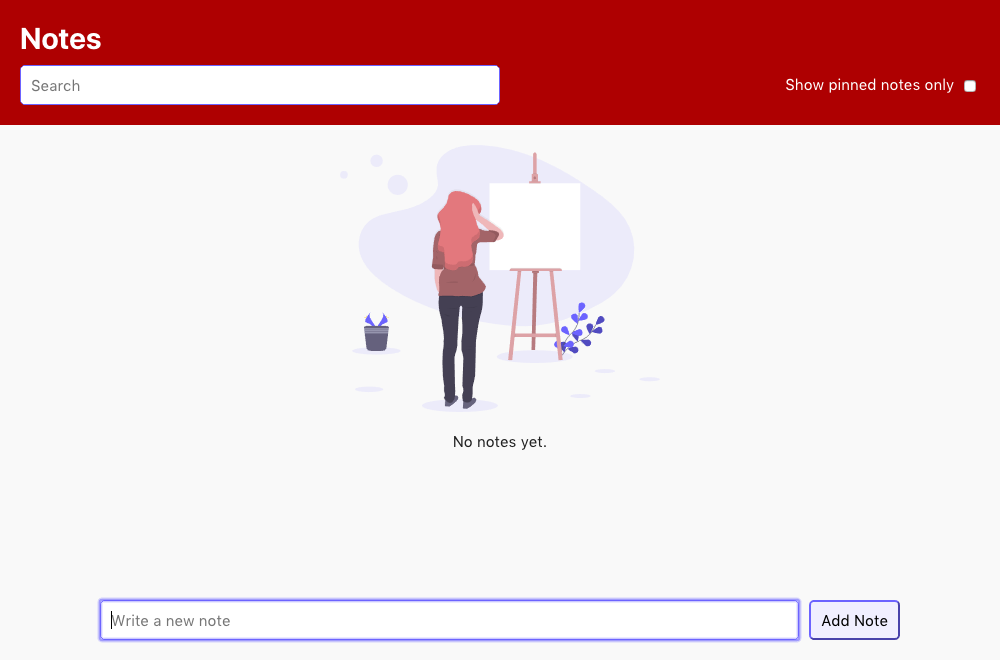 Notes
Search
Show pinned notes only
No notes yet.
Write a new note
Add Note